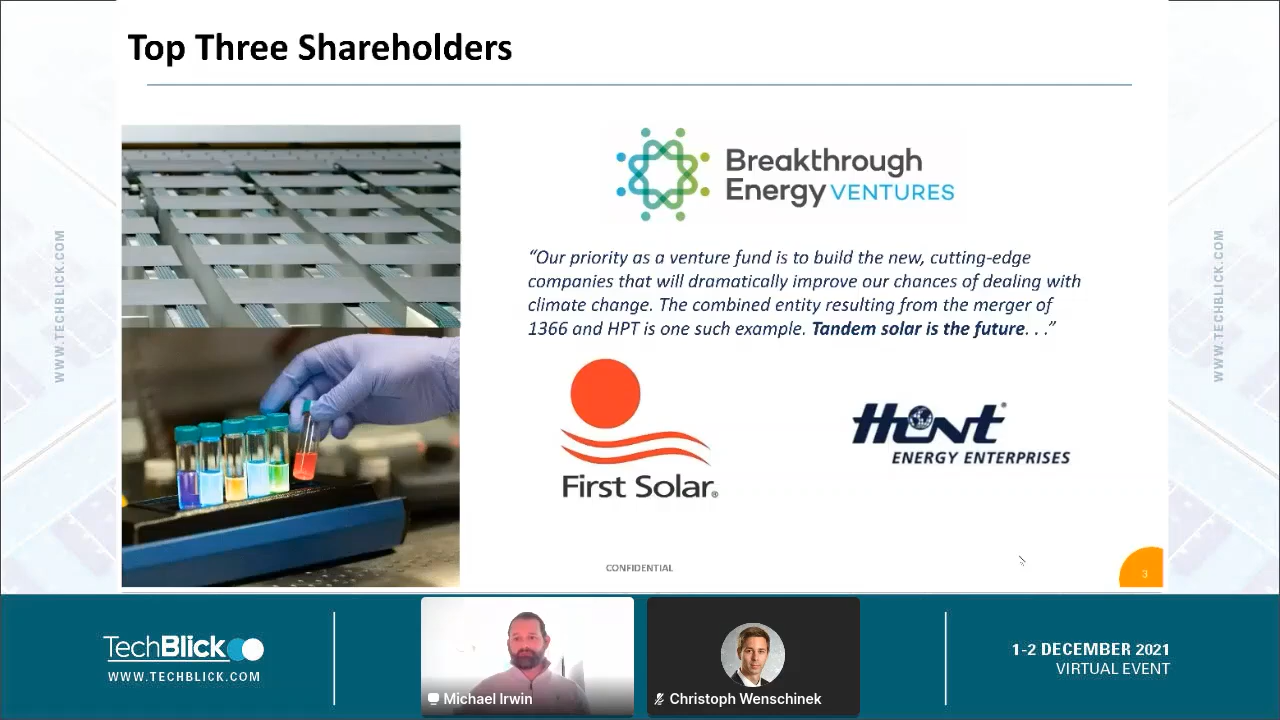 Top Three Shareholders
WWW.TECHBLICK.COM
Breakthrough
Energy VENTURES
“Our priority as a venture fund is to build the new, cutting-edge
companies that will dramatically improve our chances of dealing with
climate change. The combined entity resulting from the merger of
1366 and HPT is one such example. Tandem solar is the future. . .”
First Solar®
Hunt®
ENERGY ENTERPRISES
WWW.TECHBLICK.COM
CONFIDENTIAL
3
TechBlick
WWW.TECHBLICK.COM
Michael Irwin
Christoph Wenschinek
1-2 DECEMBER 2021
VIRTUAL EVENT